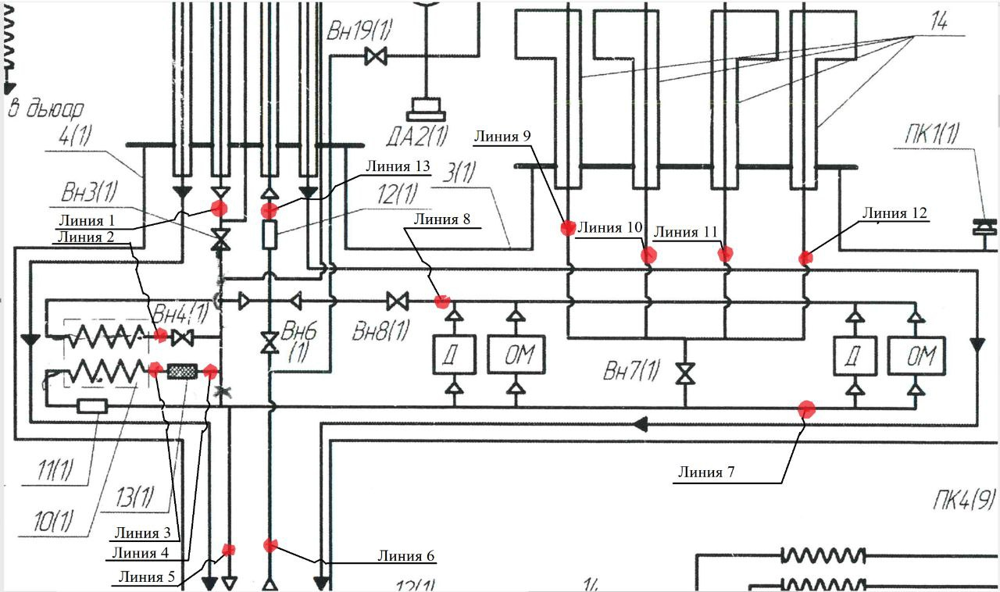 Вн19(1)
14
в дьюар
4(1)
ДА2(1)
Линия 9
ПК1(1)
Линия 13
3(1)
Вн3(1)
12(1)
Линия 1
Линия 8
Линия 12
Линия 2
Линия 10
Линия 11
Вн4(1)
Вн6
(1)
Вн8(1)
Д
ОМ
Вн7(1)
Д
ОМ
11(1)
Линия 7
13(1)
10(1)
ПК4(9)
Линия 3
Линия 4
Линия 6
Линия 5
12(1)